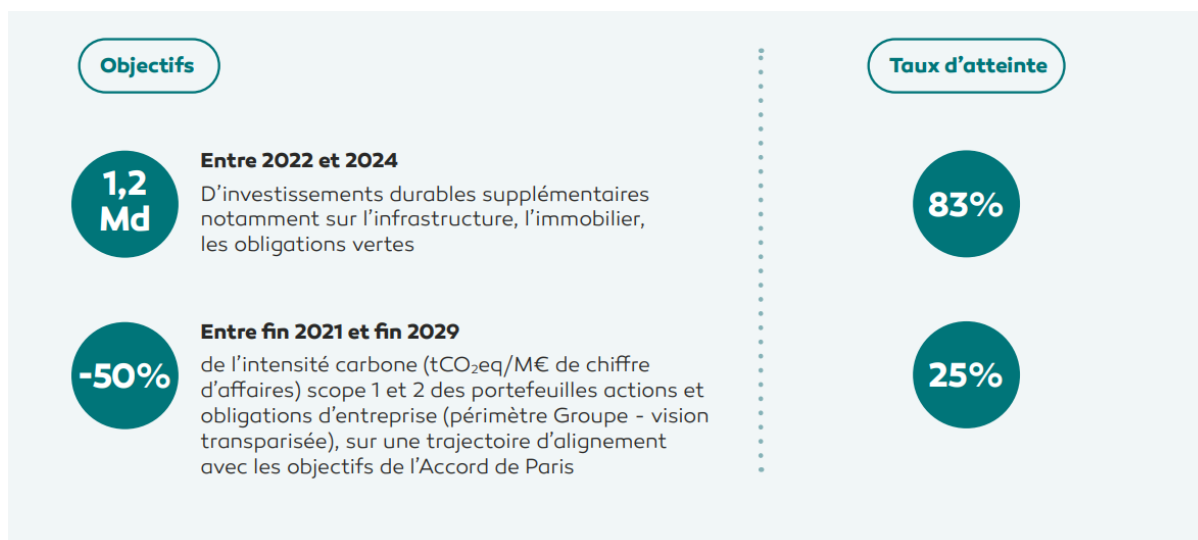 Objectifs
Taux d'atteinte
1,2
Md
Entre 2022 et 2024
D'investissements durables supplémentaires
notamment sur l'infrastructure, l'immobilier,
les obligations vertes
83%
-50%
Entre fin 2021 et fin 2029
de l'intensité carbone (tCO₂eq/M€ de chiffre
d'affaires) scope 1 et 2 des portefeuilles actions et
obligations d'entreprise (périmètre Groupe - vision
transparisée), sur une trajectoire d'alignement
avec les objectifs de l'Accord de Paris
25%